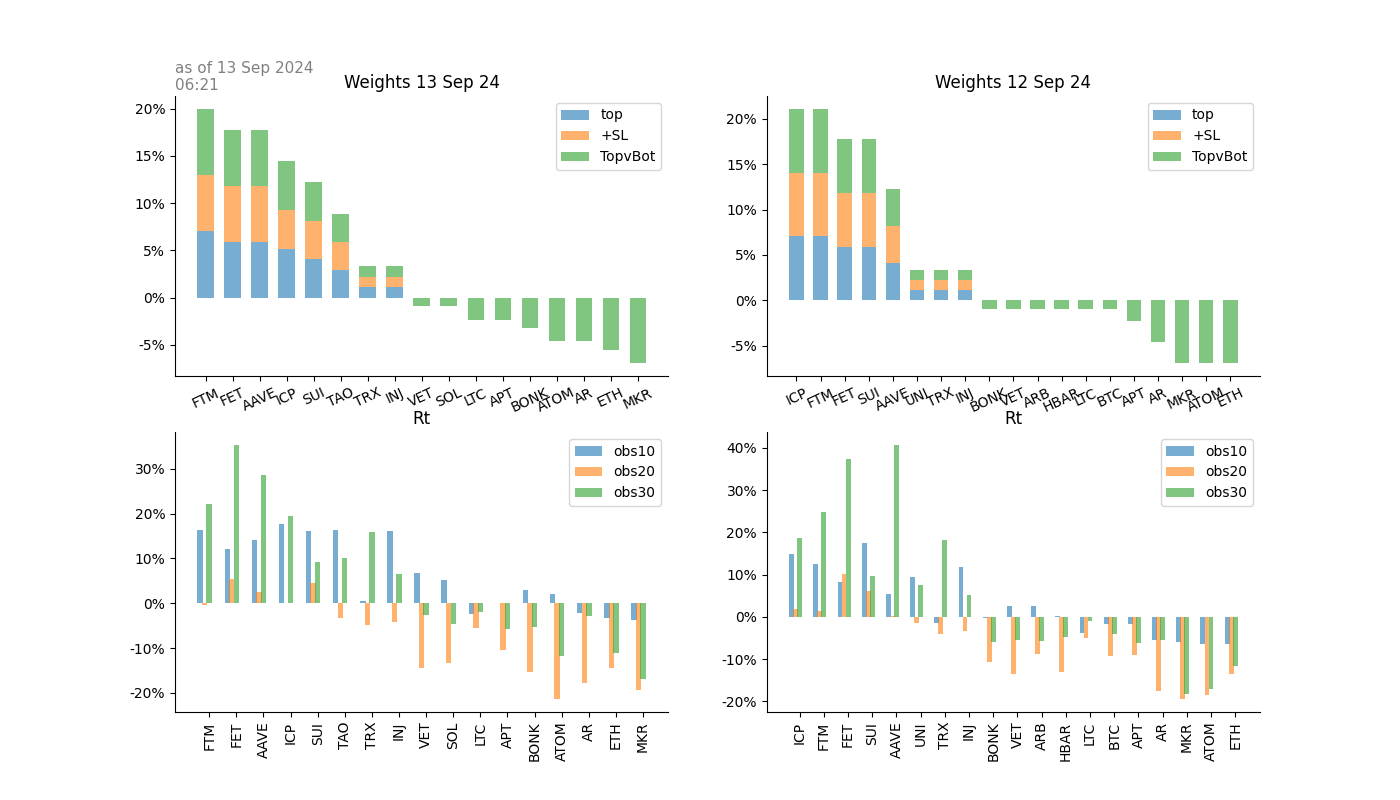 as of 13 Sep 2024
06:21
Weights 13 Sep 24
20%
15%
10%
5%
0%
-5%
top
+SL
TopvBot
FTM FET AAVE ICP SUI TAO TRX INJ VET SOL LTC APT BONK ATOM AR ETH MKR
Weights 12 Sep 24
20%
15%
10%
5%
0%
-5%
top
+SL
TopvBot
ICP FTM FET SUI AAVE UNI TRX INJ BONK VET ARB HBAR LTC BTC APT AR MKR ATOM ETH
Rt
30%
20%
10%
0%
-10%
-20%
obs10
obs20
obs30
FTM FET AAVE ICP SUI TAO TRX INJ VET SOL LTC APT BONK ATOM AR ETH MKR
Rt
40%
30%
20%
10%
0%
-10%
-20%
obs10
obs20
obs30
ICP FTM FET SUI AAVE UNI TRX INJ BONK VET ARB HBAR LTC BTC APT AR MKR ATOM ETH